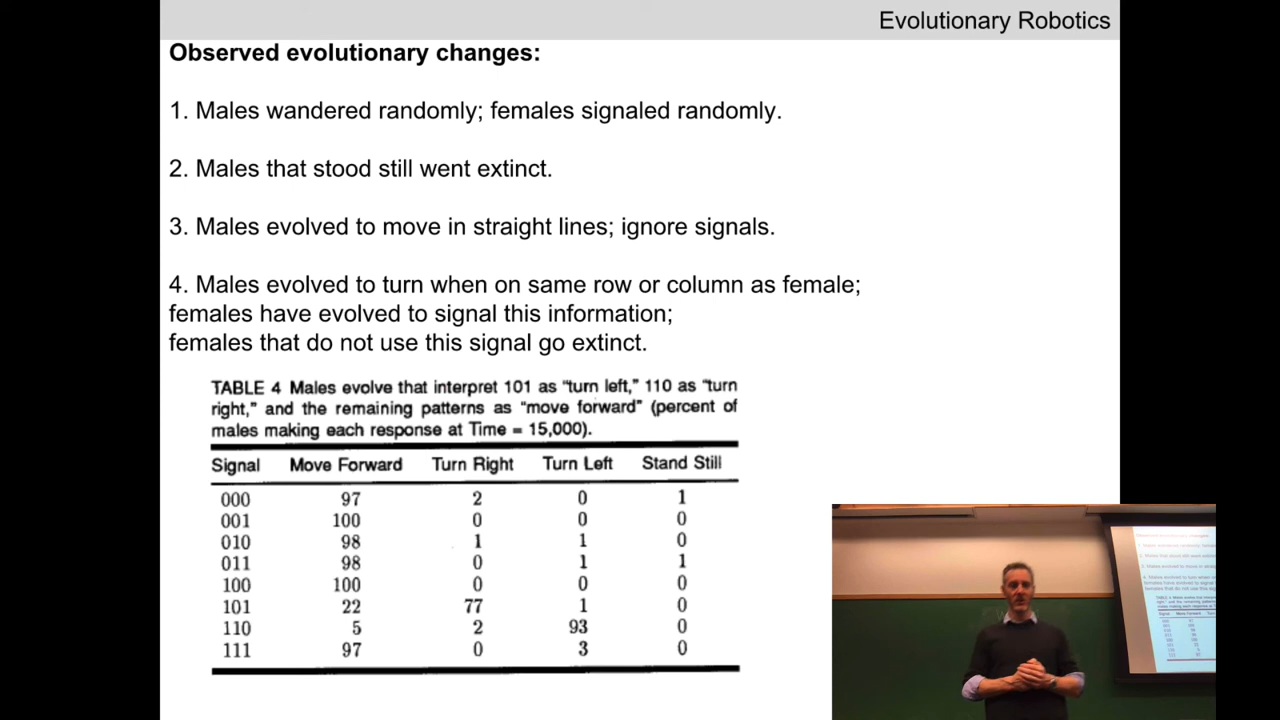 Evolutionary Robotics
Observed evolutionary changes:
1. Males wandered randomly; females signaled randomly.
2. Males that stood still went extinct.
3. Males evolved to move in straight lines; ignore signals.
4. Males evolved to turn when on same row or column as female;
females have evolved to signal this information;
females that do not use this signal go extinct.
TABLE 4 Males evolve that interpret 101 as “turn left,” 110 as “turn
right,” and the remaining patterns as “move forward” (percent of
males making each response at Time = 15,000).
Signal Move Forward Turn Right Turn Left Stand Still
000 97 2 0 1
001 100 0 0 0
010 98 1 1 0
011 98 0 1 1
100 100 0 0 0
101 22 77 1 0
110 5 2 93 0
111 97 0 3 0